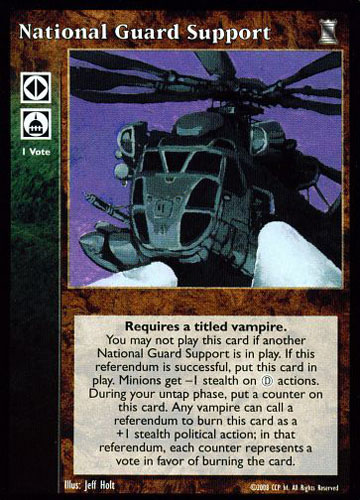 National Guard Support
1 Vote
Requires a titled vampire.
You may not play this card if another
National Guard Support is in play. If this
referendum is successful, put this card in
play. Minions get –1 stealth on Ⓓ actions.
During your untap phase, put a counter on
this card. Any vampire can call a
referendum to burn this card as a
+1 stealth political action; in that
referendum, each counter represents a
vote in favor of burning the card.
Illus: Jeff Holt
©2008 CCP hf. All Rights Reserved